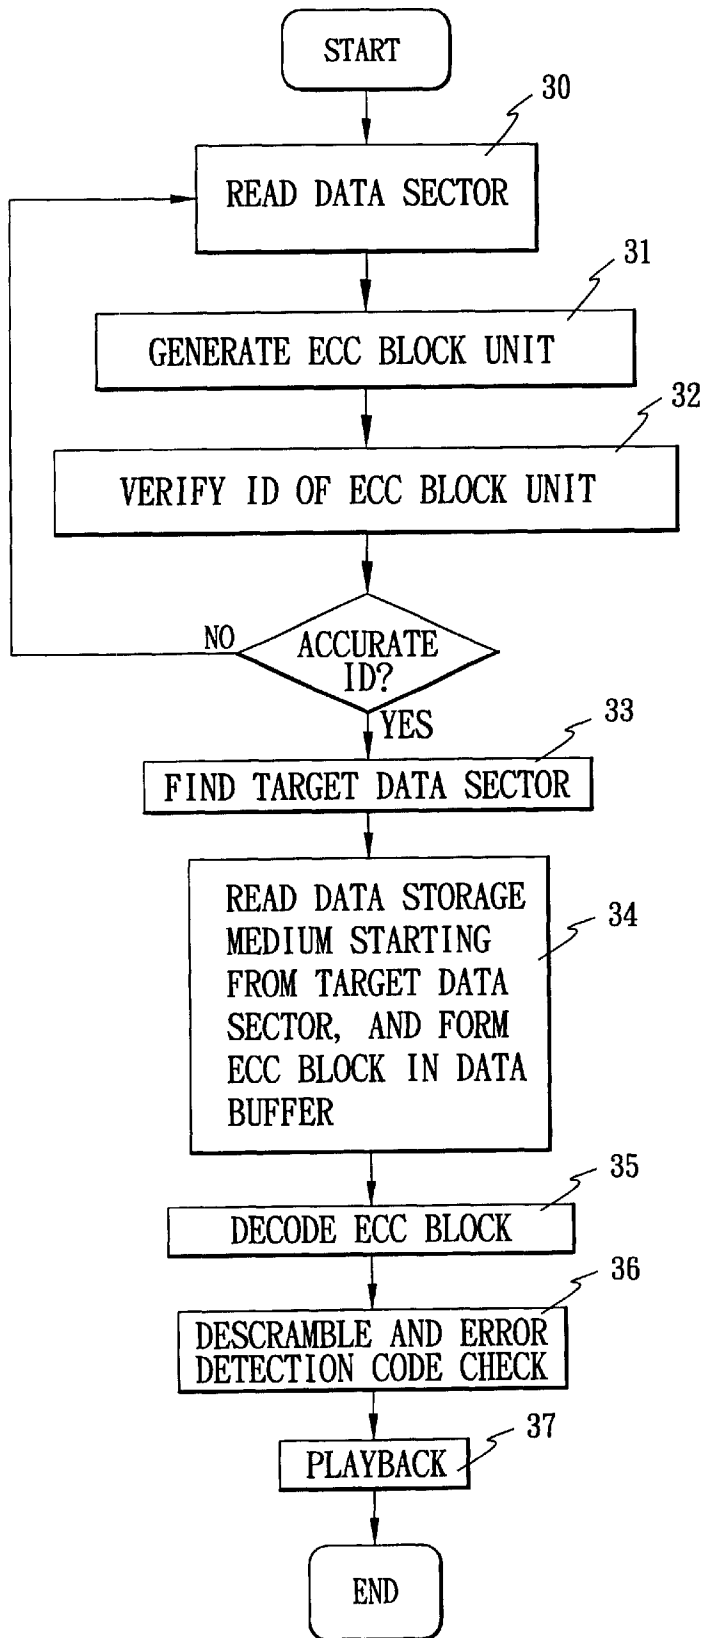 START
30
READ DATA SECTOR
31
GENERATE ECC BLOCK UNIT
32
VERIFY ID OF ECC BLOCK UNIT
NO
ACCURATE
ID?
YES
33
FIND TARGET DATA SECTOR
34
READ DATA STORAGE
MEDIUM STARTING
FROM TARGET DATA
SECTOR, AND FORM
ECC BLOCK IN DATA
BUFFER
35
DECODE ECC BLOCK
36
DESCRAMBLE AND ERROR
DETECTION CODE CHECK
37
PLAYBACK
END